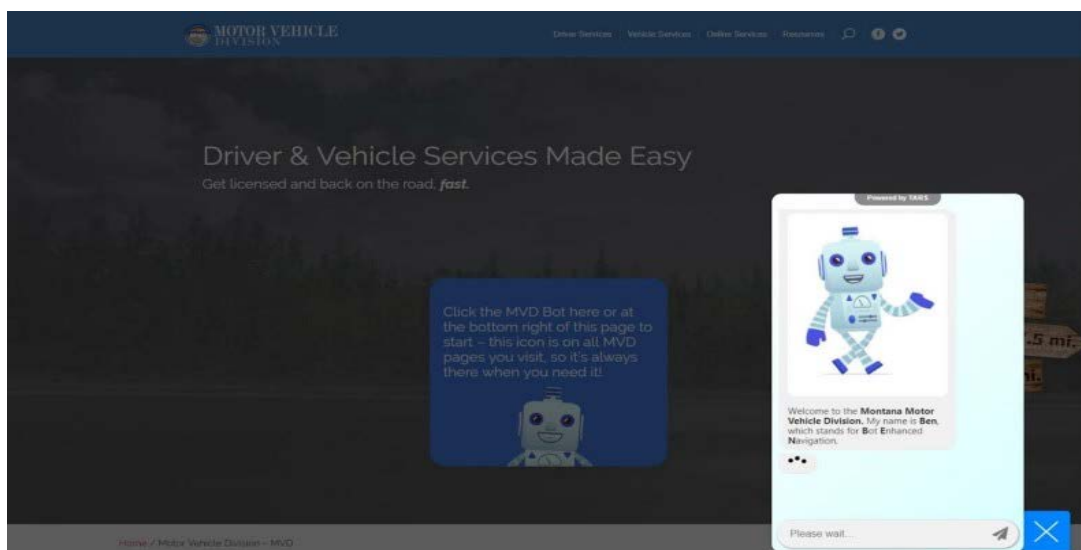 MOTOR VEHICLE
DIVISION
Driver Services Vehicle Services Online Services Resources
Driver & Vehicle Services Made Easy
Get licensed and back on the road, fast.
Click the MVD Bot here or at
the bottom right of this page to
start – this icon is on all MVD
pages you visit, so it's always
there when you need it!
.5 mi.
mi.
Powered by TARS
Welcome to the Montana Motor
Vehicle Division. My name is Ben,
which stands for Bot Enhanced
Navigation.
Please wait...
Home / Motor Vehicle Division – MVD